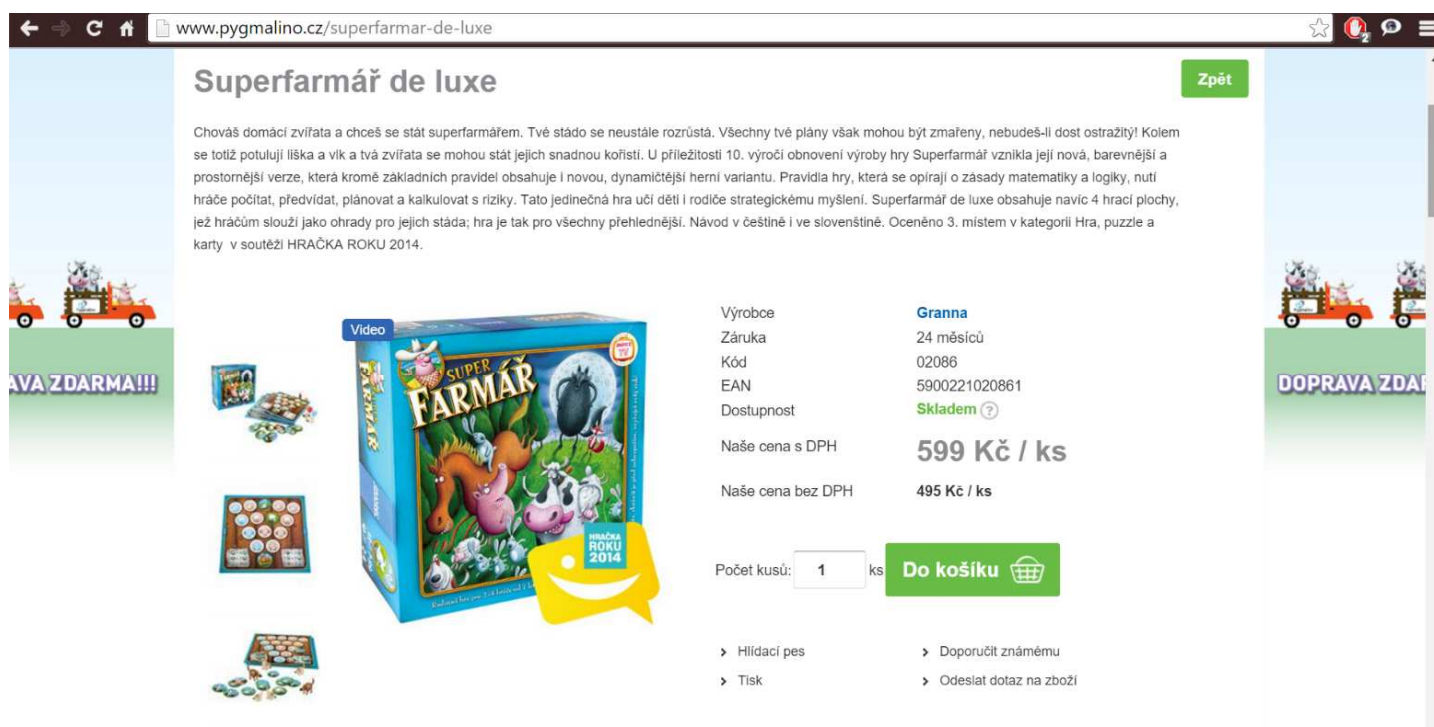 www.pygmalino.cz/superfarmar-de-luxe
2
Superfarmář de luxe
Zpět
Chováš domácí zvířata a chceš se stát superfarmářem. Tvé stádo se neustále rozrůstá. Všechny tvé plány však mohou být zmařeny, nebudeš-li dost ostražitý! Kolem
se totiž potulují liška a vlk a tvá zvířata se mohou stát jejich snadnou kořistí. U příležitosti 10. výročí obnovení výroby hry Superfarmář vznikla její nová, barevnější a
prostornější verze, která kromě základních pravidel obsahuje i novou, dynamičtější herní variantu. Pravidla hry, která se opírají o zásady matematiky a logiky, nutí
hráče počítat, předvídat, plánovat a kalkulovat s riziky. Tato jedinečná hra učí děti i rodiče strategickému myšlení. Superfarmář de luxe obsahuje navíc 4 hrací plochy,
jež hráčům slouží jako ohrady pro jejich stáda; hra je tak pro všechny přehlednější. Návod v češtině i ve slovenštině. Oceněno 3. místem v kategorii Hra, puzzle a
karty v soutěži HRAČKA ROKU 2014.
Video
SUPER
FARMÁŘ
FARMÁŘ
HRAČKA
ROKU
2014
Výrobce Granna
Záruka 24 měsíců
Kód 02086
EAN 5900221020861
Dostupnost Skladem ?
Naše cena s DPH 599 Kč / ks
Naše cena bez DPH 495 Kč / ks
Počet kusů: 1 ks Do košíku
Hlídací pes Doporučit známému
Tisk Odeslat dotaz na zboží
AVA ZDARMA!!!
DOPRAVA ZDA